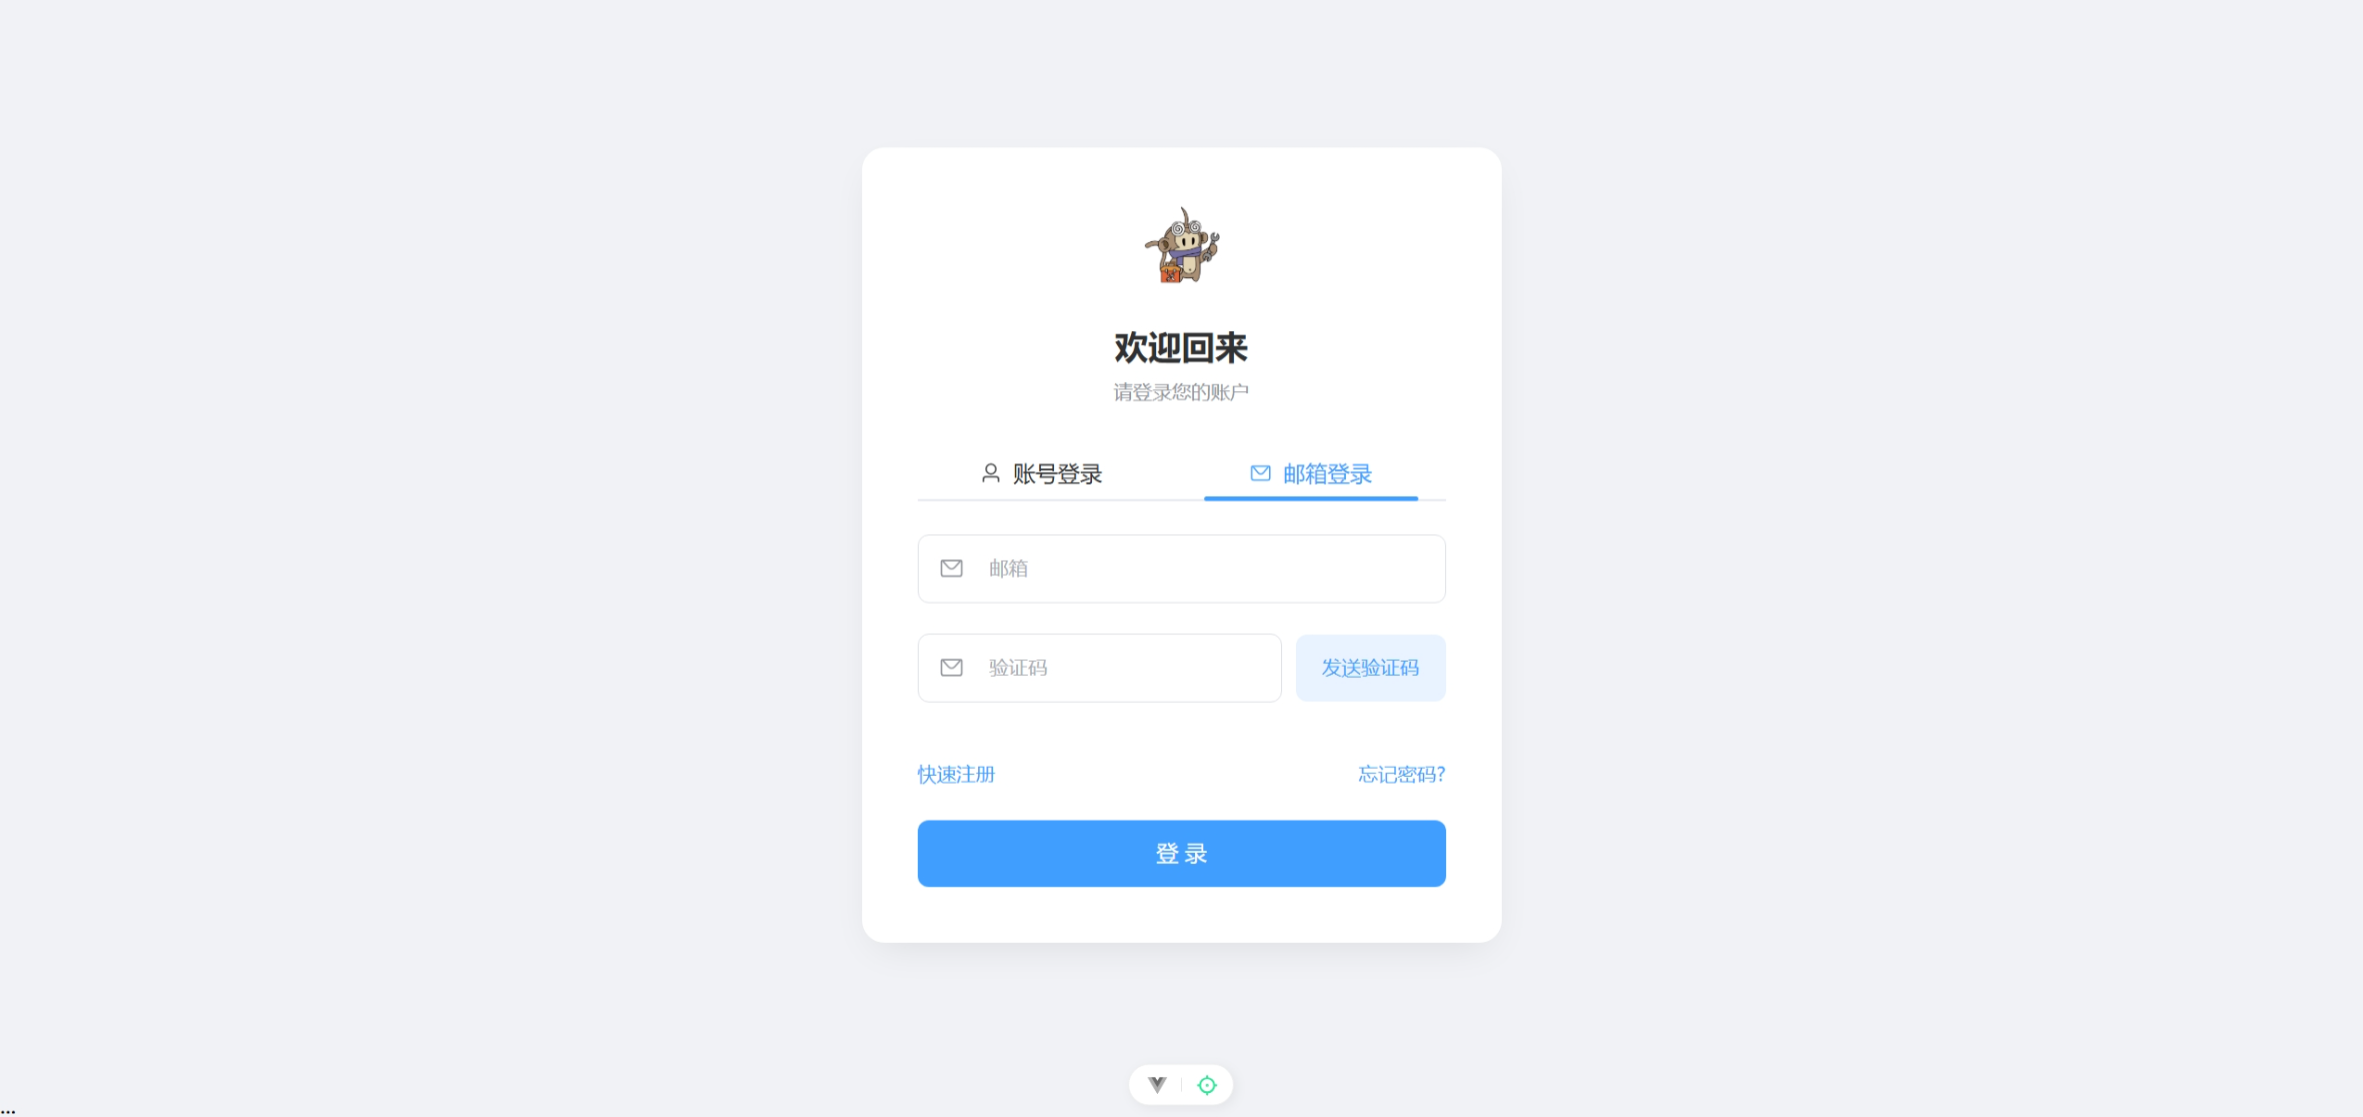 欢迎回来
请登录您的账户
账号登录 邮箱登录
邮箱
验证码 发送验证码
快速注册 忘记密码?
登 录
...